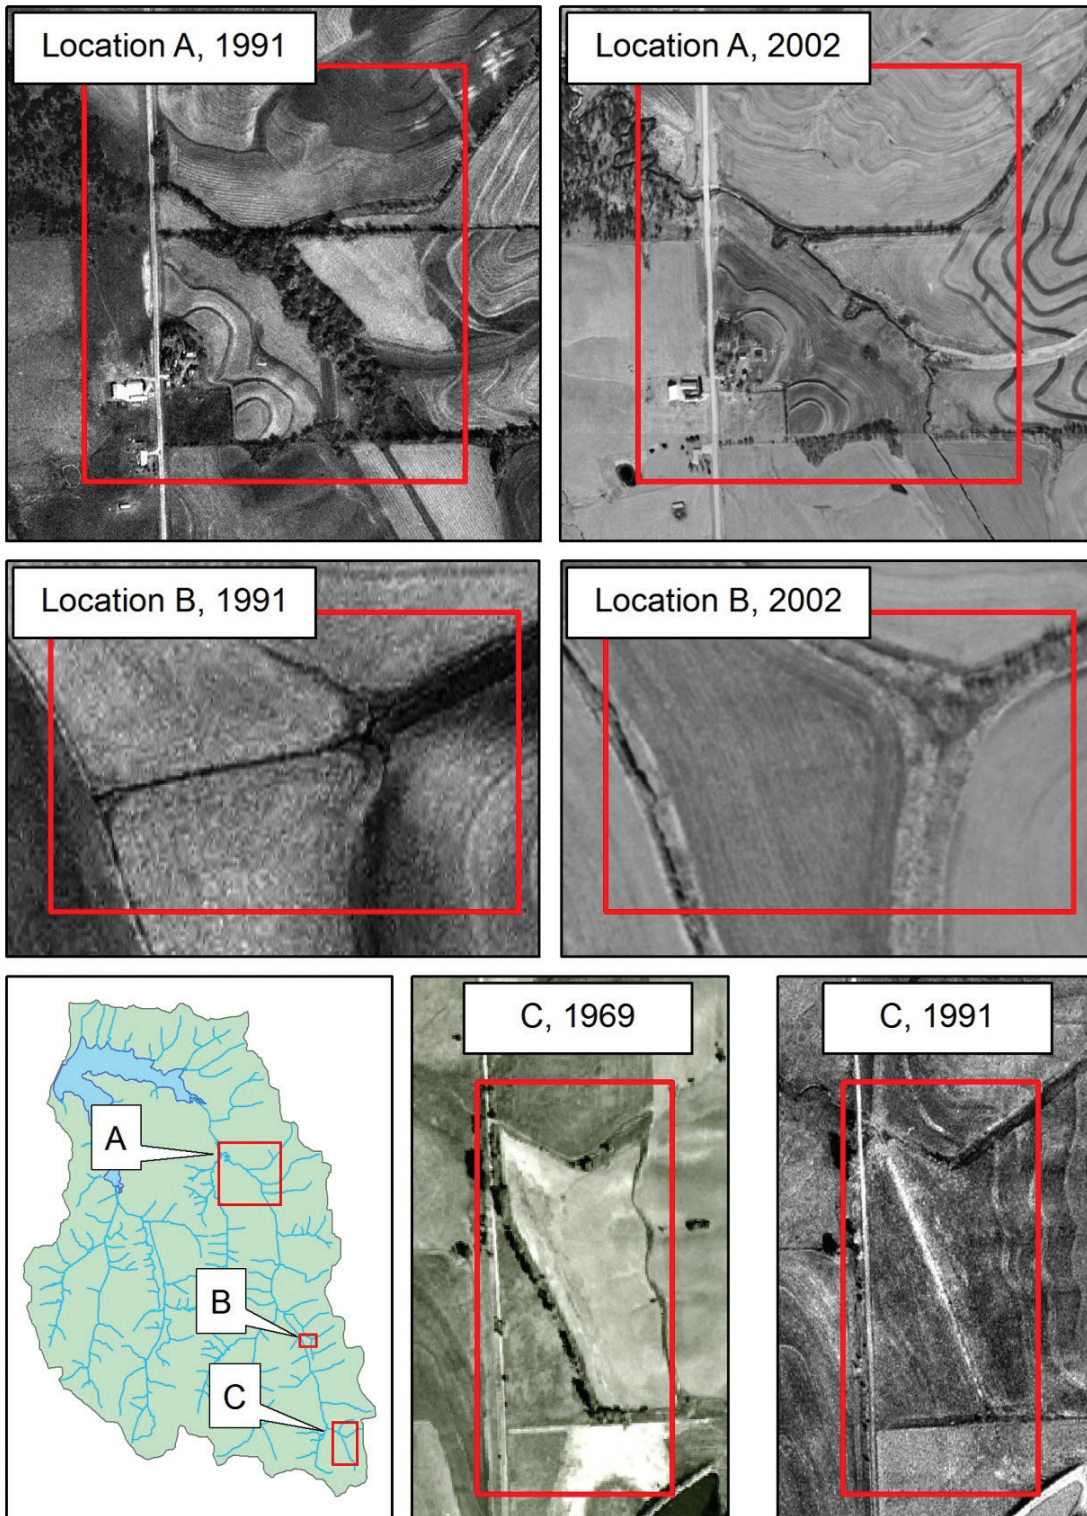 Location A, 1991
Location A, 2002
Location B, 1991
Location B, 2002
A
B
C
C, 1969
C, 1991